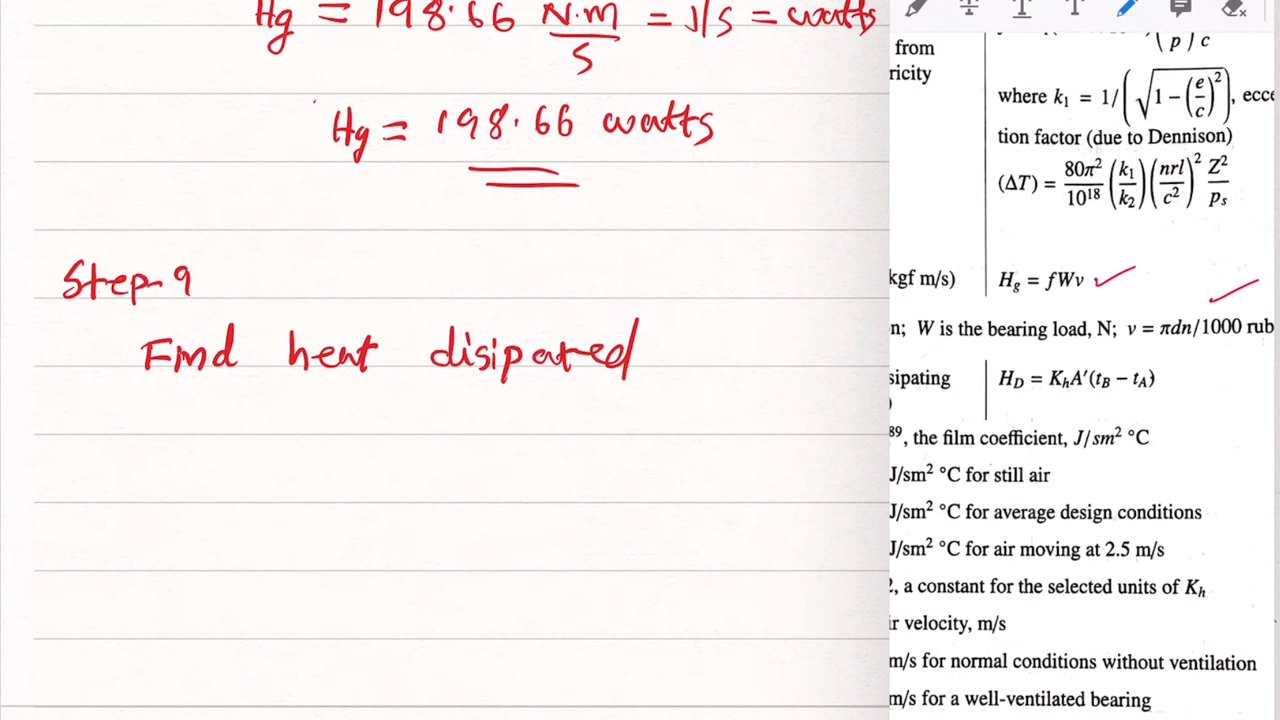 Hg = 198.66 N.m/s = J/s = watts
Hg = 198.66 watts
Step-9
Find heat disipated
from
ricity
(p) c
where k₁ = 1/(√1 − (e/c)²), ecce
tion factor (due to Dennison)
(ΔT) = 80π²/10¹⁸ (k₁/k₂) (nrl/c²)² Z²/pₛ
kgf m/s)
H_g = fWv ✓
n; W is the bearing load, N; v = πdn/1000 rub
sipating
)
H_D = K_hA′(t_B − t_A)
⁸⁹, the film coefficient, J/sm² °C
J/sm² °C for still air
J/sm² °C for average design conditions
J/sm² °C for air moving at 2.5 m/s
, a constant for the selected units of K_h
ir velocity, m/s
m/s for normal conditions without ventilation
m/s for a well-ventilated bearing